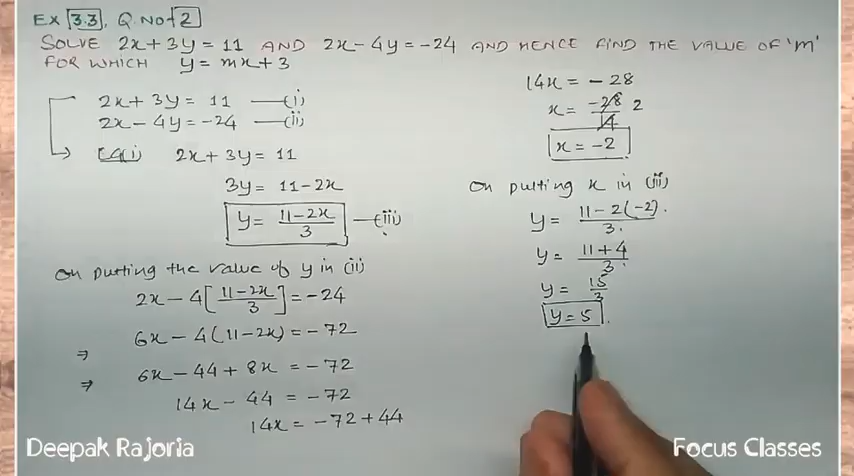 EX 3.3, Q. No 2
SOLVE 2x + 3y = 11 AND 2x - 4y = -24 AND HENCE FIND THE VALUE OF 'm'
FOR WHICH y = mx + 3
2x + 3y = 11 —(i)
2x - 4y = -24 —(ii)
2x + 3y = 11
3y = 11 - 2x
y = (11 - 2x)/3 —(iii)
On putting the value of y in (ii)
2x - 4[(11 - 2x)/3] = -24
⇒ 6x - 4(11 - 2x) = -72
⇒ 6x - 44 + 8x = -72
14x - 44 = -72
14x = -72 + 44
14x = -28
x = -28/14 2
x = -2
On putting x in (iii)
y = (11 - 2(-2))/3
y = (11 + 4)/3
y = 15/3
y = 5
Deepak Rajoria
Focus Classes